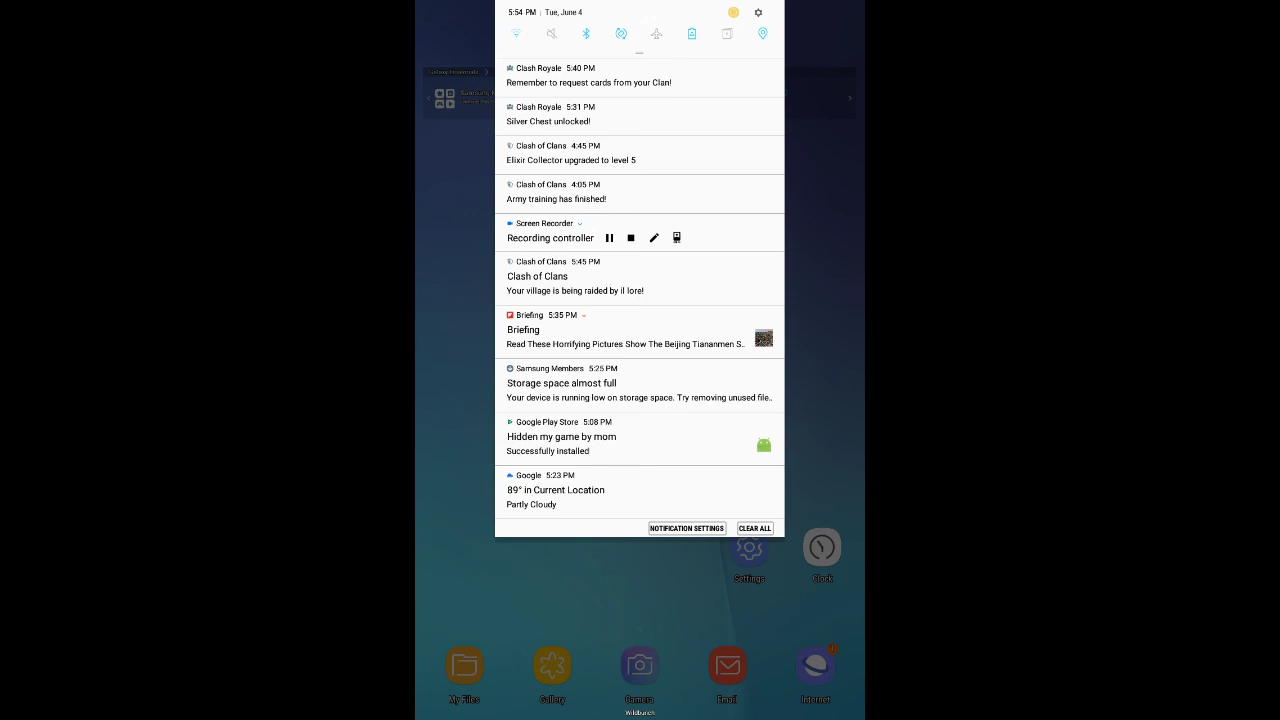 5:54 PM | Tue, June 4
Galaxy Essentials
Samsung
Clash Royale 5:40 PM
Remember to request cards from your Clan!
Clash Royale 5:31 PM
Silver Chest unlocked!
Clash of Clans 4:45 PM
Elixir Collector upgraded to level 5
Clash of Clans 4:05 PM
Army training has finished!
Screen Recorder
Recording controller
Clash of Clans 5:45 PM
Clash of Clans
Your village is being raided by il lore!
Briefing 5:35 PM
Briefing
Read These Horrifying Pictures Show The Beijing Tiananmen S..
Samsung Members 5:25 PM
Storage space almost full
Your device is running low on storage space. Try removing unused file..
Google Play Store 5:08 PM
Hidden my game by mom
Successfully installed
Google 5:23 PM
89° in Current Location
Partly Cloudy
NOTIFICATION SETTINGS CLEAR ALL
Settings Clock
My Files Gallery Camera Email Internet
Wildbunch